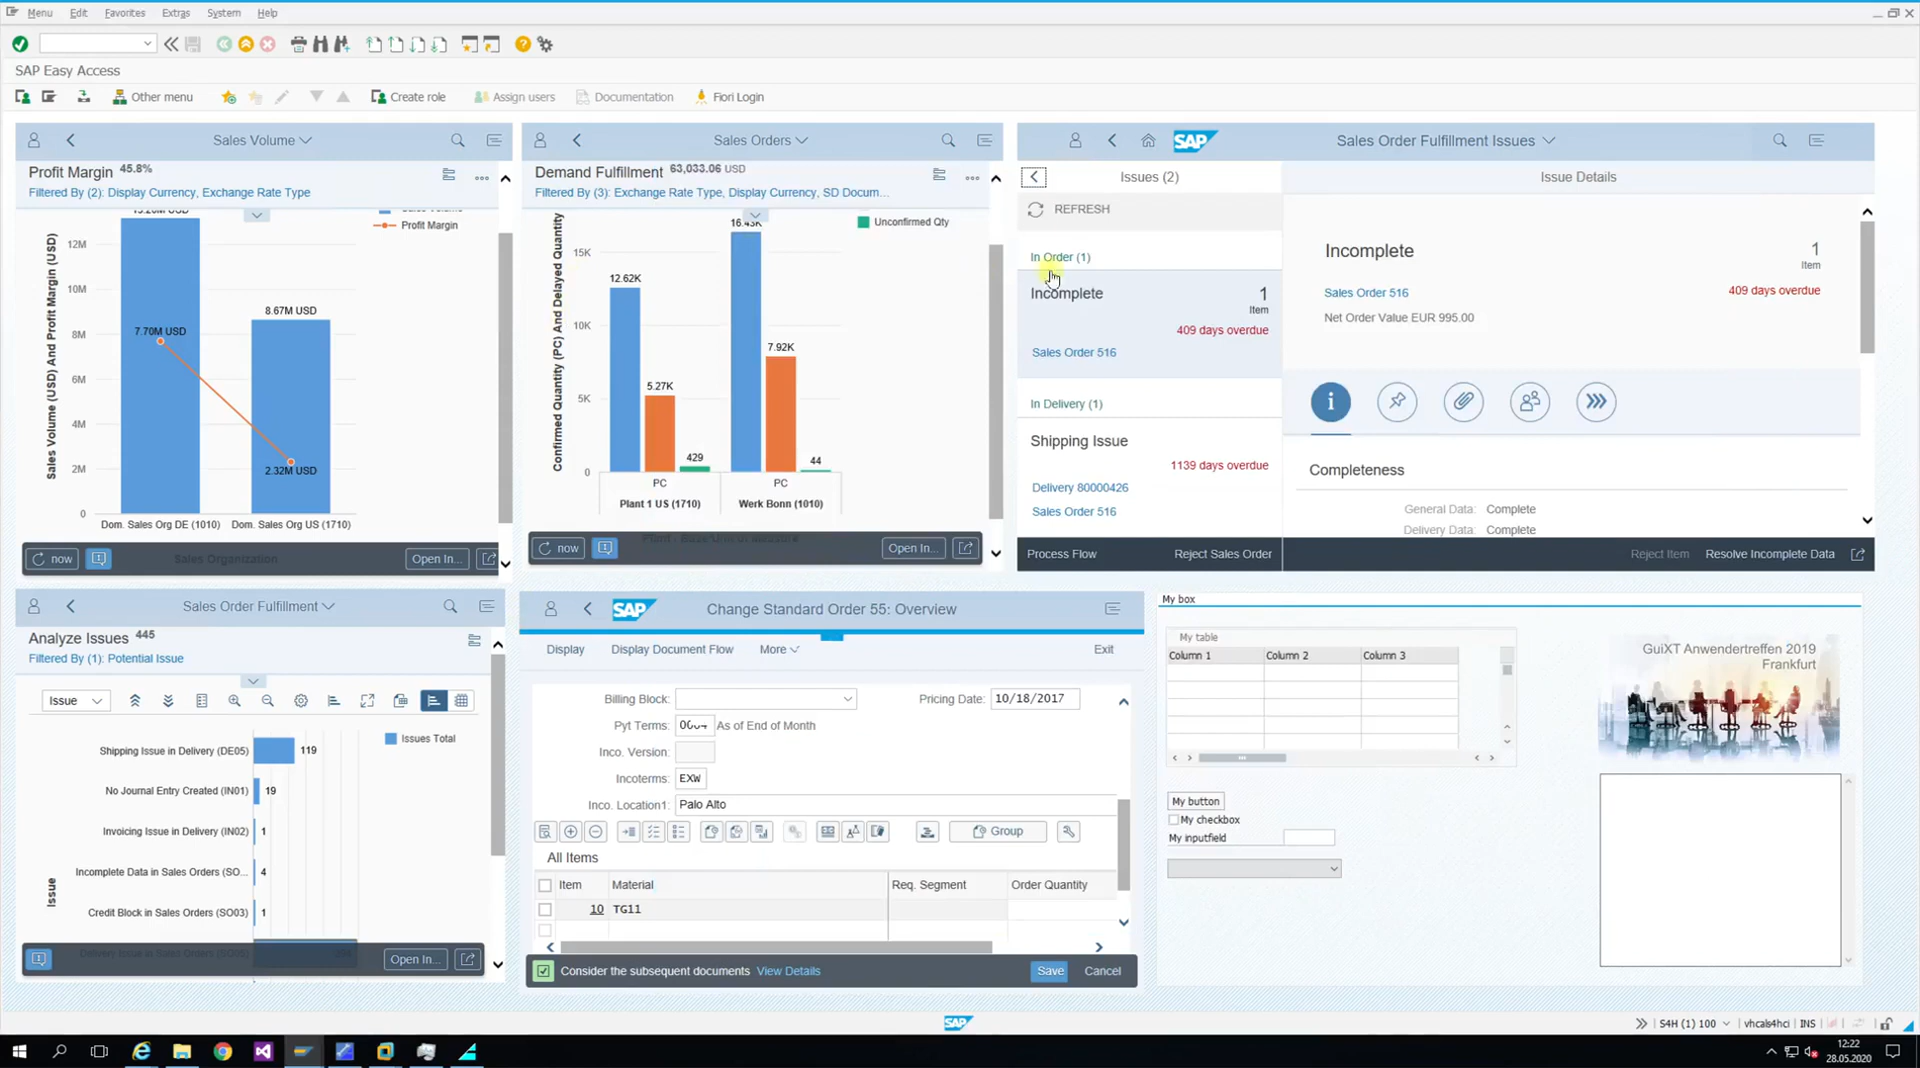 Menu Edit Favorites Extras System Help
SAP Easy Access
Other menu Create role Assign users Documentation Fiori Login
Sales Volume
Profit Margin 45.8%
Filtered By (2): Display Currency, Exchange Rate Type
Profit Margin
Sales Volume (USD) And Profit Margin (USD)
12M
8M
6M
4M
2M
0
7.70M USD
8.67M USD
2.32M USD
Dom. Sales Org DE (1010) Dom. Sales Org US (1710)
now Sales Organization Open In...
Sales Orders
Demand Fulfillment 63,033.06 USD
Filtered By (3): Exchange Rate Type, Display Currency, SD Docum...
Unconfirmed Qty
Confirmed Quantity (PC) And Delayed Quantity
15K
10K
5K
0
12.62K
5.27K
429
16.43K
7.92K
44
PC PC
Plant 1 US (1710) Werk Bonn (1010)
now Open In...
SAP Sales Order Fulfillment Issues
Issues (2)
REFRESH
In Order (1)
Incomplete 1
Item
409 days overdue
Sales Order 516
In Delivery (1)
Shipping Issue
1139 days overdue
Delivery 80000426
Sales Order 516
Process Flow Reject Sales Order
Issue Details
Incomplete 1
Item
Sales Order 516 409 days overdue
Net Order Value EUR 995.00
Completeness
General Data: Complete
Delivery Data: Complete
Reject Item Resolve Incomplete Data
Sales Order Fulfillment
Analyze Issues 445
Filtered By (1): Potential Issue
Issue
Issues Total
Issue
Shipping Issue in Delivery (DE05) 119
No Journal Entry Created (IN01) 19
Invoicing Issue in Delivery (IN02) 1
Incomplete Data in Sales Orders (SO... 4
Credit Block in Sales Orders (SO03) 1
Open In...
SAP Change Standard Order 55: Overview
Display Display Document Flow More Exit
Billing Block: Pricing Date: 10/18/2017
Pyt Terms: As of End of Month
Inco. Version:
Incoterms: EXW
Inco. Location1: Palo Alto
Group
All Items
Item Material Req. Segment Order Quantity
10 TG11
Consider the subsequent documents View Details Save Cancel
My box
My table
Column 1 Column 2 Column 3
My button
My checkbox
My inputfield
GuiXT Anwendertreffen 2019
Frankfurt
SAP
S4H (1) 100 vhcals4hci INS
12:22
28.05.2020